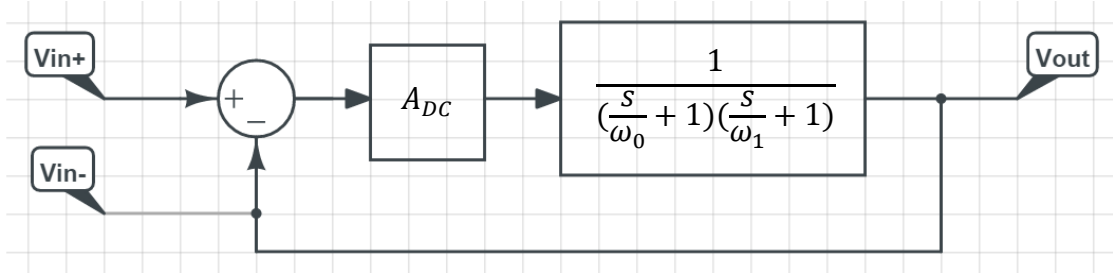 Vin+
+
−
A_DC
1
(s/ω₀ + 1)(s/ω₁ + 1)
Vout
Vin-